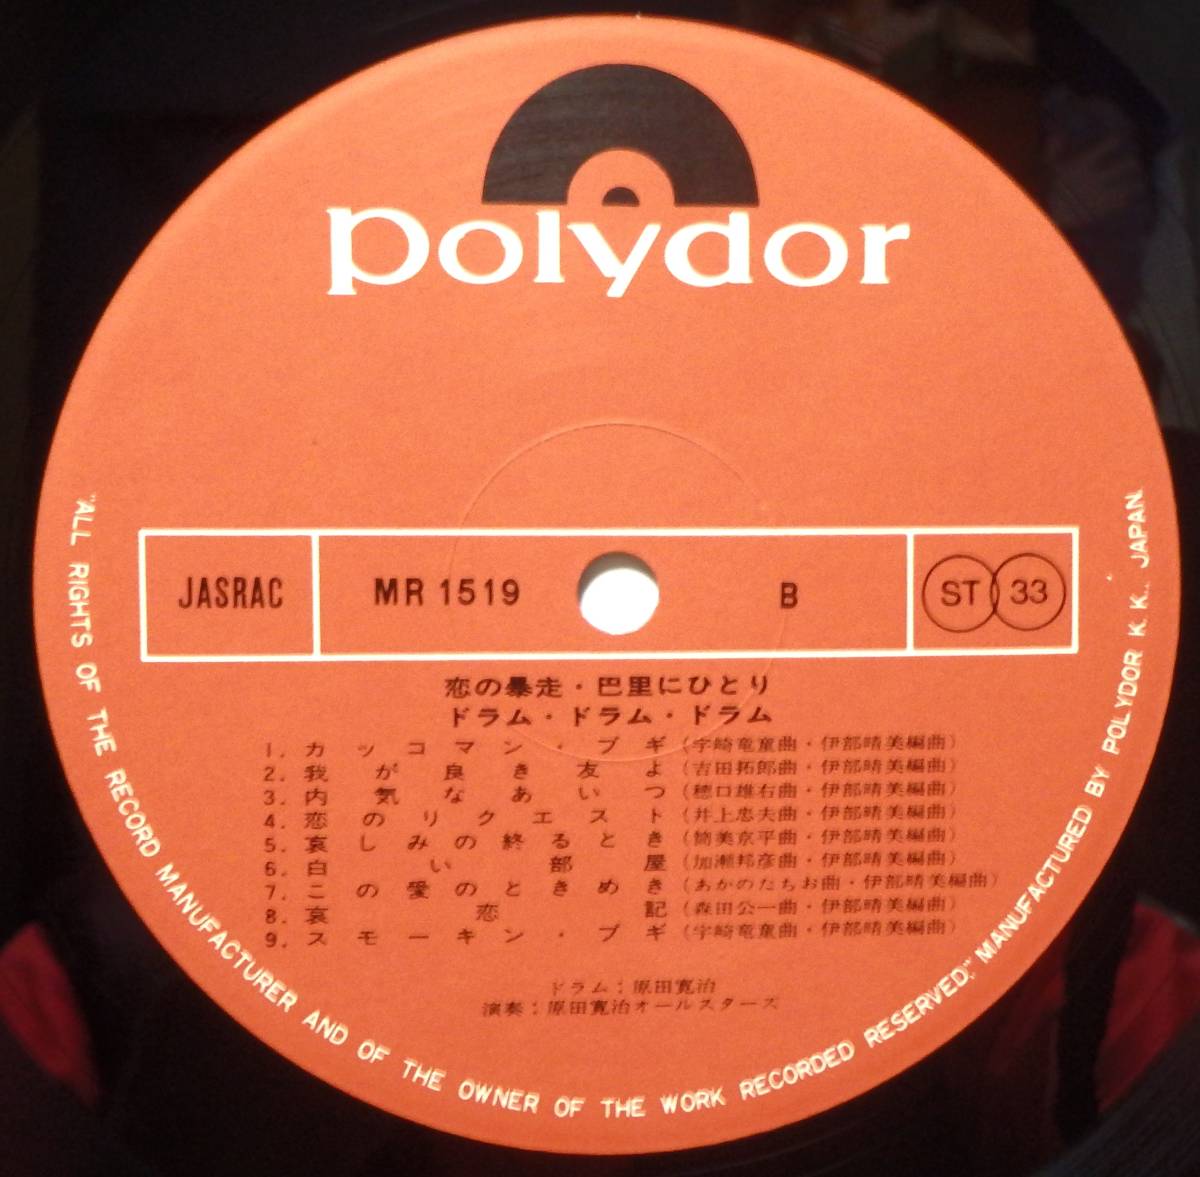 polydor
JASRAC MR 1519 B ST 33
恋の暴走・巴里にひとり
ドラム・ドラム・ドラム
1. カッコマン・ブギ (宇崎竜童曲・伊部晴美編曲)
2. 我が良き友よ (吉田拓郎曲・伊部晴美編曲)
3. 内気なあいつ (穂口雄右曲・伊部晴美編曲)
4. 恋のリクエスト (井上忠夫曲・伊部晴美編曲)
5. 哀しみの終るとき (筒美京平曲・伊部晴美編曲)
6. 白い部屋 (加瀬邦彦曲・伊部晴美編曲)
7. この愛のときめき (あかのたちお曲・伊部晴美編曲)
8. 哀恋記 (森田公一曲・伊部晴美編曲)
9. スモーキン・ブギ (宇崎竜童曲・伊部晴美編曲)
ドラム：原田寛治
演奏：原田寛治オールスターズ
"ALL RIGHTS OF THE RECORD MANUFACTURER AND OF THE OWNER OF THE WORK RECORDED RESERVED," MANUFACTURED BY POLYDOR K. K., JAPAN.